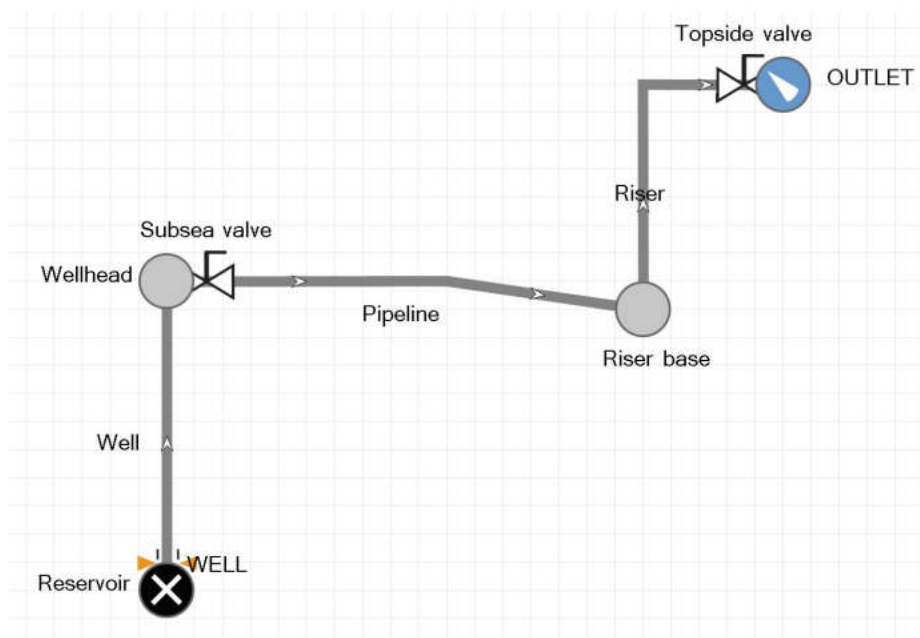 Topside valve
OUTLET
Riser
Subsea valve
Wellhead
Pipeline
Riser base
Well
WELL
Reservoir